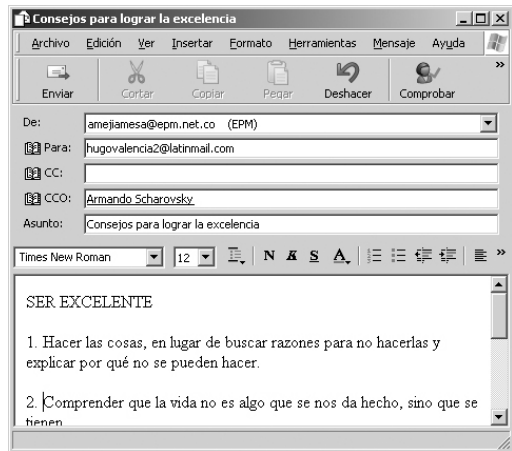 Consejos para lograr la excelencia
Archivo Edición Ver Insertar Formato Herramientas Mensaje Ayuda
Enviar Cortar Copiar Pegar Deshacer Comprobar »
De: amejiamesa@epm.net.co (EPM)
Para: hugovalencia2@latinmail.com
CC:
CCO: Armando Scharovsky
Asunto: Consejos para lograr la excelencia
Times New Roman 12 N K S A »
SER EXCELENTE
1. Hacer las cosas, en lugar de buscar razones para no hacerlas y
explicar por qué no se pueden hacer.
2. Comprender que la vida no es algo que se nos da hecho, sino que se
tienen